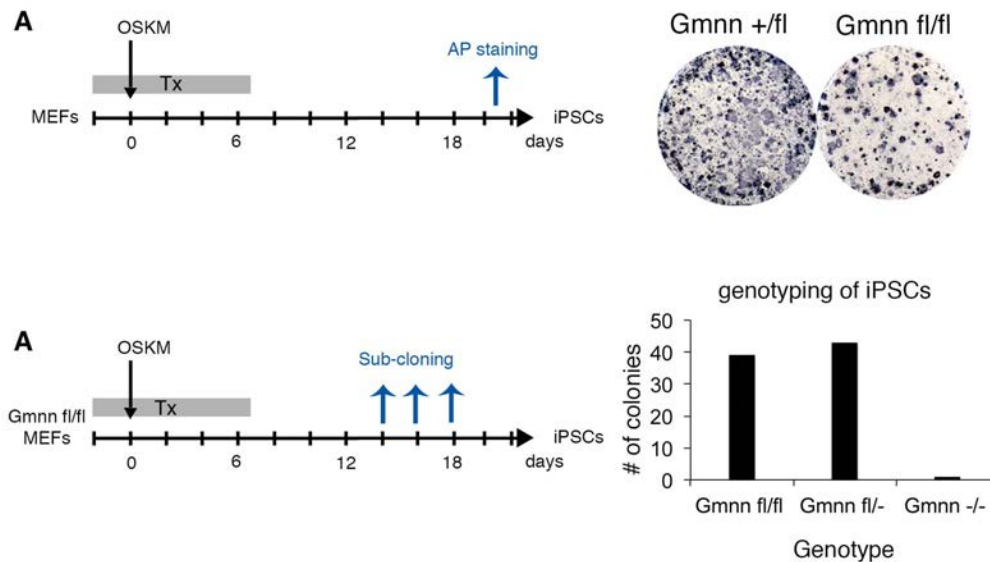 A
OSKM
Tx
AP staining
MEFs
iPSCs
0
6
12
18
days
Gmnn +/fl
Gmnn fl/fl
A
OSKM
Sub-cloning
Tx
Gmnn fl/fl
MEFs
iPSCs
0
6
12
18
days
genotyping of iPSCs
# of colonies
50
40
30
20
10
0
Gmnn fl/fl
Gmnn fl/-
Gmnn -/-
Genotype